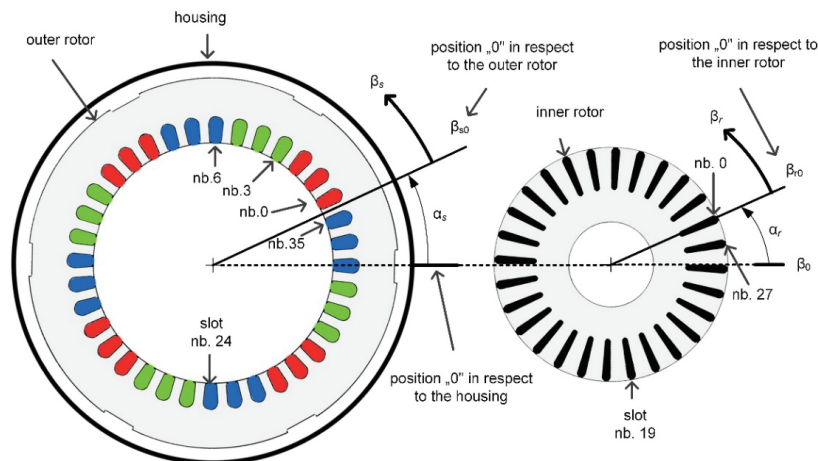 housing
outer rotor
position „0" in respect
to the outer rotor
position „0" in respect to
the inner rotor
βs
βs0
inner rotor
βr
βr0
nb. 0
nb.6
nb.3
nb.0
nb.35
αs
αr
β0
nb. 27
slot
nb. 24
position „0" in respect
to the housing
slot
nb. 19